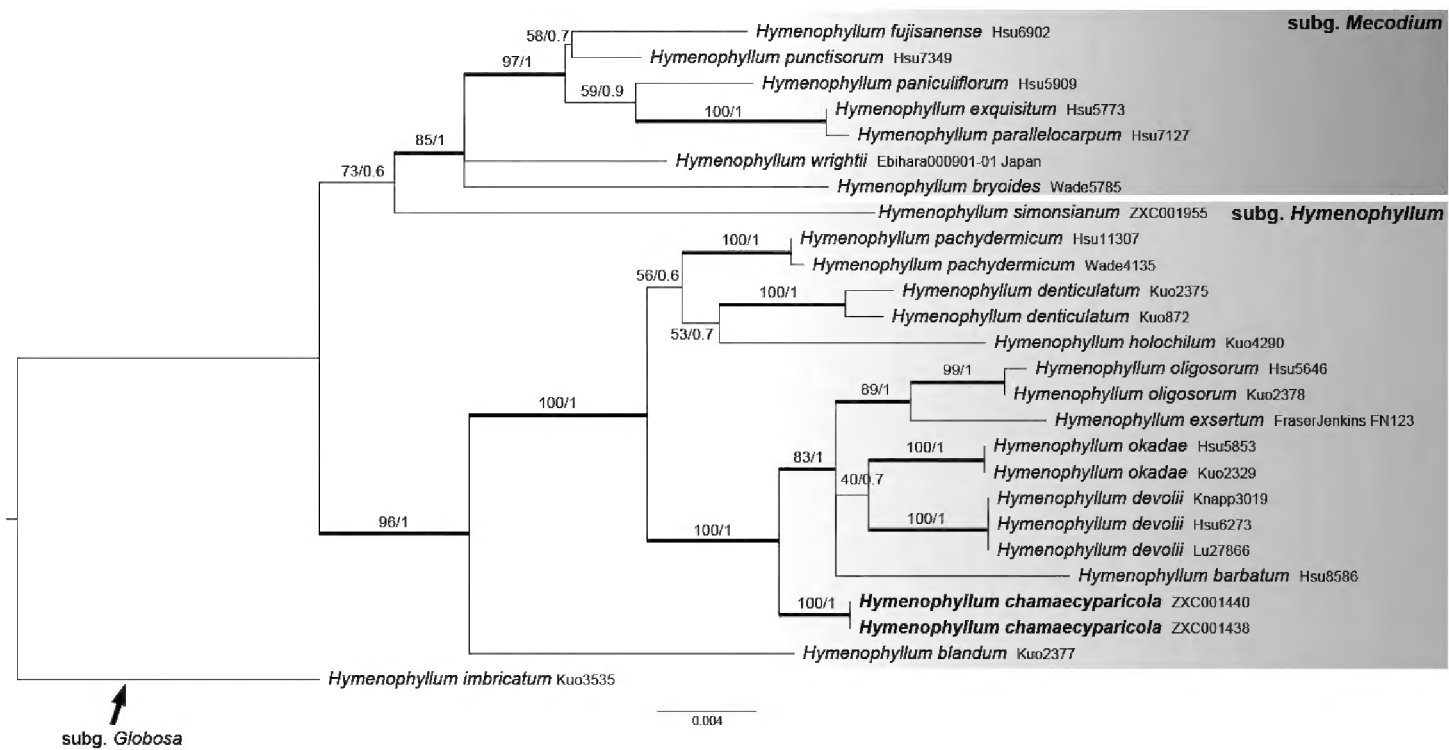 subg. Mecodium
58/0.7
Hymenophyllum fujisanense Hsu6902
Hymenophyllum punctisorum Hsu7349
97/1
59/0.9
Hymenophyllum paniculiflorum Hsu5909
100/1
Hymenophyllum exquisitum Hsu5773
Hymenophyllum parallelocarpum Hsu7127
85/1
Hymenophyllum wrightii Ebihara000901-01 Japan
73/0.6
Hymenophyllum bryoides Wade5785
Hymenophyllum simonsianum ZXC001955
subg. Hymenophyllum
100/1
Hymenophyllum pachydermicum Hsu11307
Hymenophyllum pachydermicum Wade4135
56/0.6
100/1
Hymenophyllum denticulatum Kuo2375
Hymenophyllum denticulatum Kuo872
53/0.7
Hymenophyllum holochilum Kuo4290
99/1
Hymenophyllum oligosorum Hsu5646
Hymenophyllum oligosorum Kuo2378
89/1
Hymenophyllum exsertum FraserJenkins FN123
100/1
100/1
Hymenophyllum okadae Hsu5853
Hymenophyllum okadae Kuo2329
83/1
40/0.7
Hymenophyllum devolii Knapp3019
100/1
Hymenophyllum devolii Hsu6273
Hymenophyllum devolii Lu27866
96/1
100/1
Hymenophyllum barbatum Hsu8586
100/1
Hymenophyllum chamaecyparicola ZXC001440
Hymenophyllum chamaecyparicola ZXC001438
Hymenophyllum blandum Kuo2377
Hymenophyllum imbricatum Kuo3535
0.004
subg. Globosa